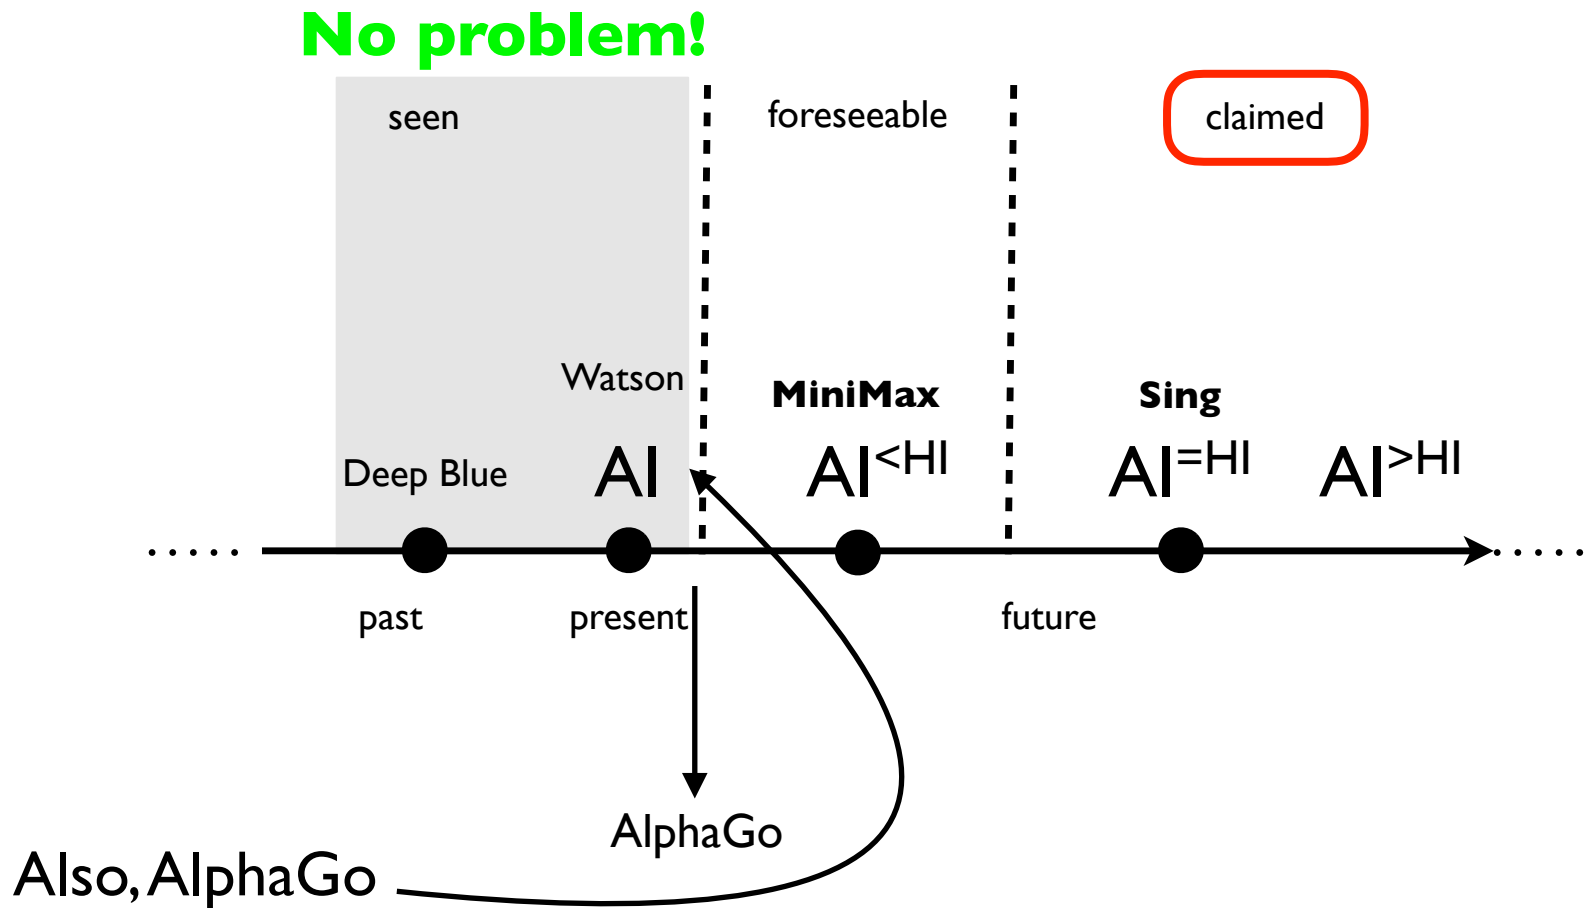 No problem!
seen
foreseeable
claimed
Watson
MiniMax
Sing
Deep Blue
AI
AI<HI
AI=HI
AI>HI
.....
.....
past
present
future
AlphaGo
Also, AlphaGo